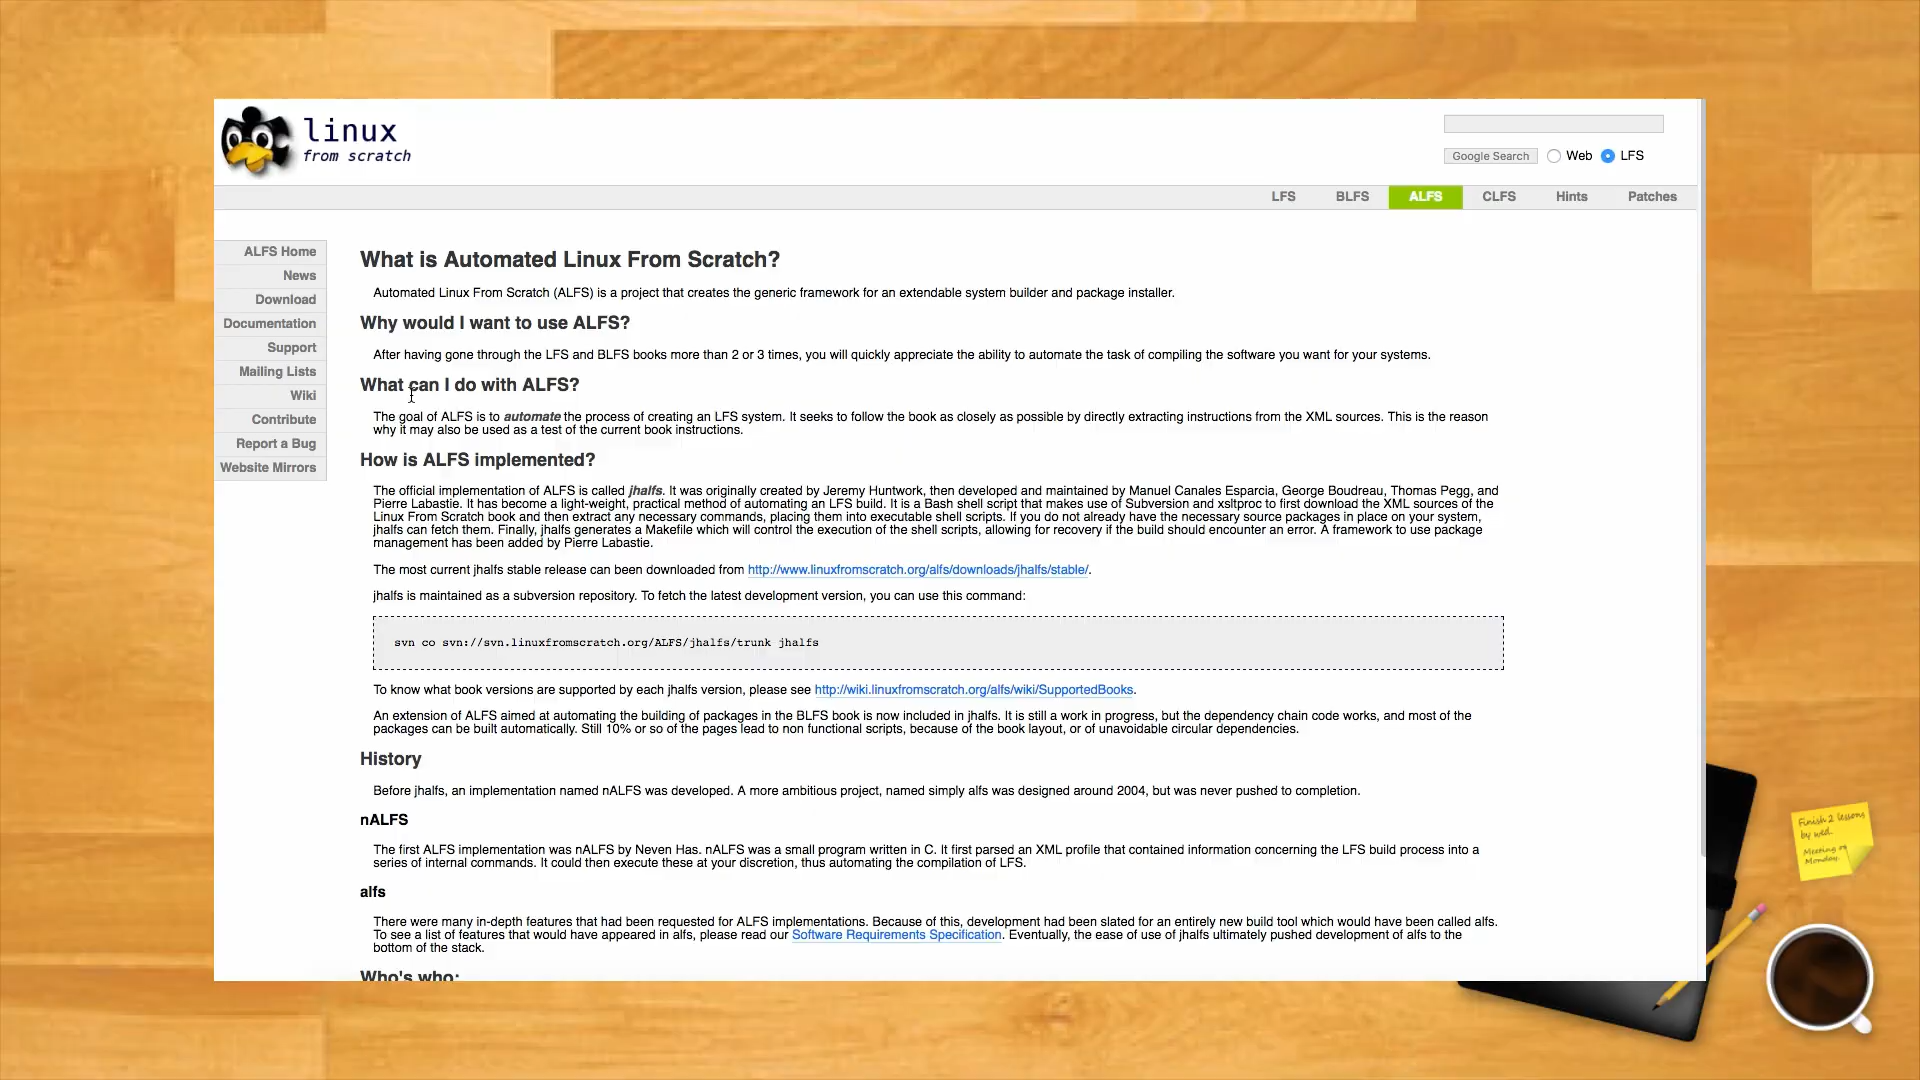 linux
from scratch
Google Search Web LFS
LFS BLFS ALFS CLFS Hints Patches
ALFS Home
News
Download
Documentation
Support
Mailing Lists
Wiki
Contribute
Report a Bug
Website Mirrors
What is Automated Linux From Scratch?
Automated Linux From Scratch (ALFS) is a project that creates the generic framework for an extendable system builder and package installer.
Why would I want to use ALFS?
After having gone through the LFS and BLFS books more than 2 or 3 times, you will quickly appreciate the ability to automate the task of compiling the software you want for your systems.
What can I do with ALFS?
The goal of ALFS is to automate the process of creating an LFS system. It seeks to follow the book as closely as possible by directly extracting instructions from the XML sources. This is the reason
why it may also be used as a test of the current book instructions.
How is ALFS implemented?
The official implementation of ALFS is called jhalfs. It was originally created by Jeremy Huntwork, then developed and maintained by Manuel Canales Esparcia, George Boudreau, Thomas Pegg, and
Pierre Labastie. It has become a light-weight, practical method of automating an LFS build. It is a Bash shell script that makes use of Subversion and xsltproc to first download the XML sources of the
Linux From Scratch book and then extract any necessary commands, placing them into executable shell scripts. If you do not already have the necessary source packages in place on your system,
jhalfs can fetch them. Finally, jhalfs generates a Makefile which will control the execution of the shell scripts, allowing for recovery if the build should encounter an error. A framework to use package
management has been added by Pierre Labastie.
The most current jhalfs stable release can been downloaded from http://www.linuxfromscratch.org/alfs/downloads/jhalfs/stable/.
jhalfs is maintained as a subversion repository. To fetch the latest development version, you can use this command:
svn co svn://svn.linuxfromscratch.org/ALFS/jhalfs/trunk jhalfs
To know what book versions are supported by each jhalfs version, please see http://wiki.linuxfromscratch.org/alfs/wiki/SupportedBooks.
An extension of ALFS aimed at automating the building of packages in the BLFS book is now included in jhalfs. It is still a work in progress, but the dependency chain code works, and most of the
packages can be built automatically. Still 10% or so of the pages lead to non functional scripts, because of the book layout, or of unavoidable circular dependencies.
History
Before jhalfs, an implementation named nALFS was developed. A more ambitious project, named simply alfs was designed around 2004, but was never pushed to completion.
nALFS
The first ALFS implementation was nALFS by Neven Has. nALFS was a small program written in C. It first parsed an XML profile that contained information concerning the LFS build process into a
series of internal commands. It could then execute these at your discretion, thus automating the compilation of LFS.
alfs
There were many in-depth features that had been requested for ALFS implementations. Because of this, development had been slated for an entirely new build tool which would have been called alfs.
To see a list of features that would have appeared in alfs, please read our Software Requirements Specification. Eventually, the ease of use of jhalfs ultimately pushed development of alfs to the
bottom of the stack.
Who's who:
Finish 2 lessons
by wed.
Meeting on
Monday.